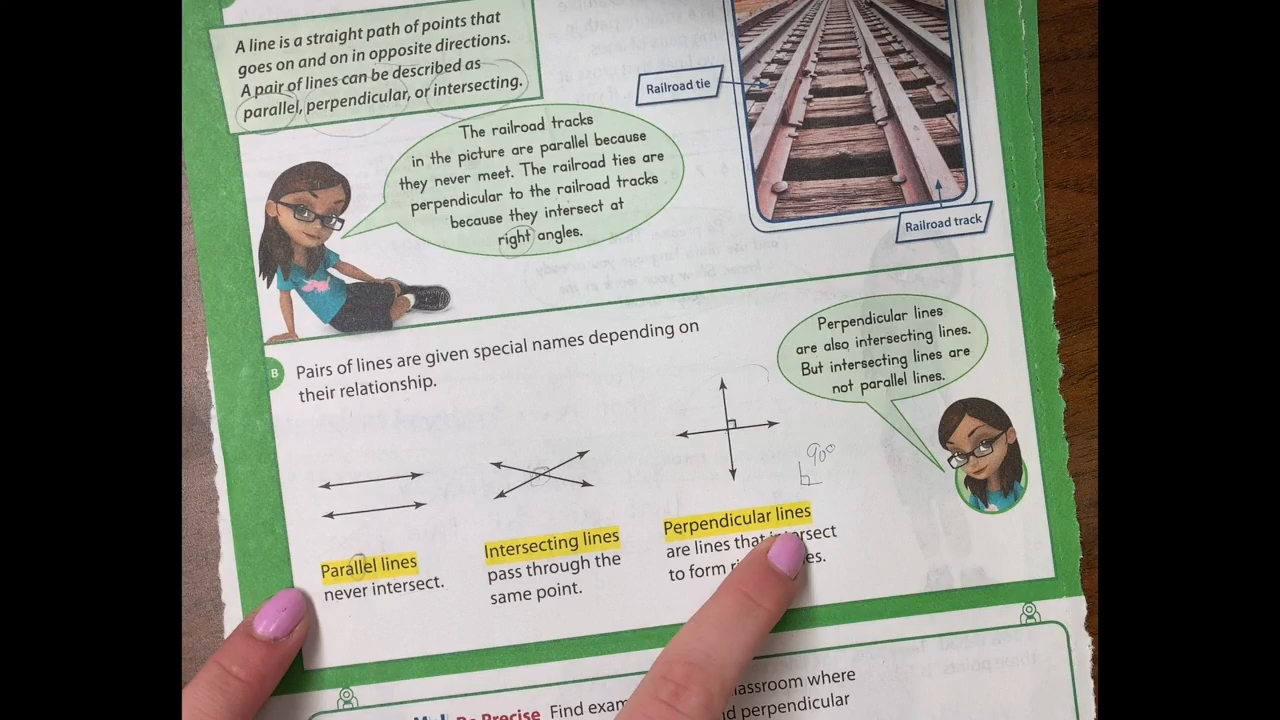 A line is a straight path of points that
goes on and on in opposite directions.
A pair of lines can be described as
parallel, perpendicular, or intersecting.
Railroad tie
The railroad tracks
in the picture are parallel because
they never meet. The railroad ties are
perpendicular to the railroad tracks
because they intersect at
right angles.
Railroad track
B Pairs of lines are given special names depending on
their relationship.
Perpendicular lines
are also intersecting lines.
But intersecting lines are
not parallel lines.
90°
Parallel lines
never intersect.
Intersecting lines
pass through the
same point.
Perpendicular lines
are lines that
to form
Be Precise Find
classroom where
perpendicular